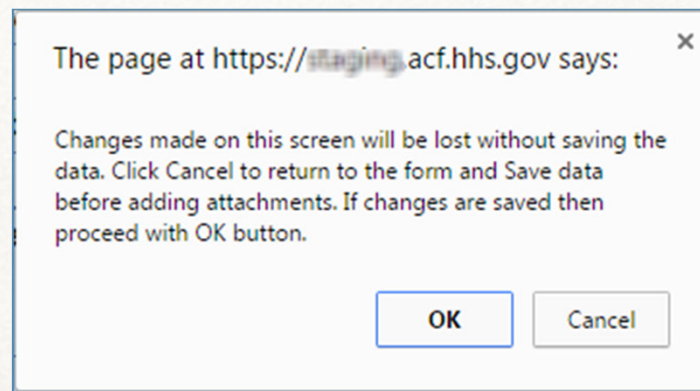 The page at https://.acf.hhs.gov says:
Changes made on this screen will be lost without saving the
data. Click Cancel to return to the form and Save data
before adding attachments. If changes are saved then
proceed with OK button.
OK
Cancel